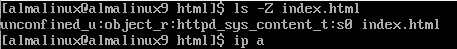 [almalinux@almalinux9 html]$ ls -Z index.html
unconfined_u:object_r:httpd_sys_content_t:s0 index.html
[almalinux@almalinux9 html]$ ip a